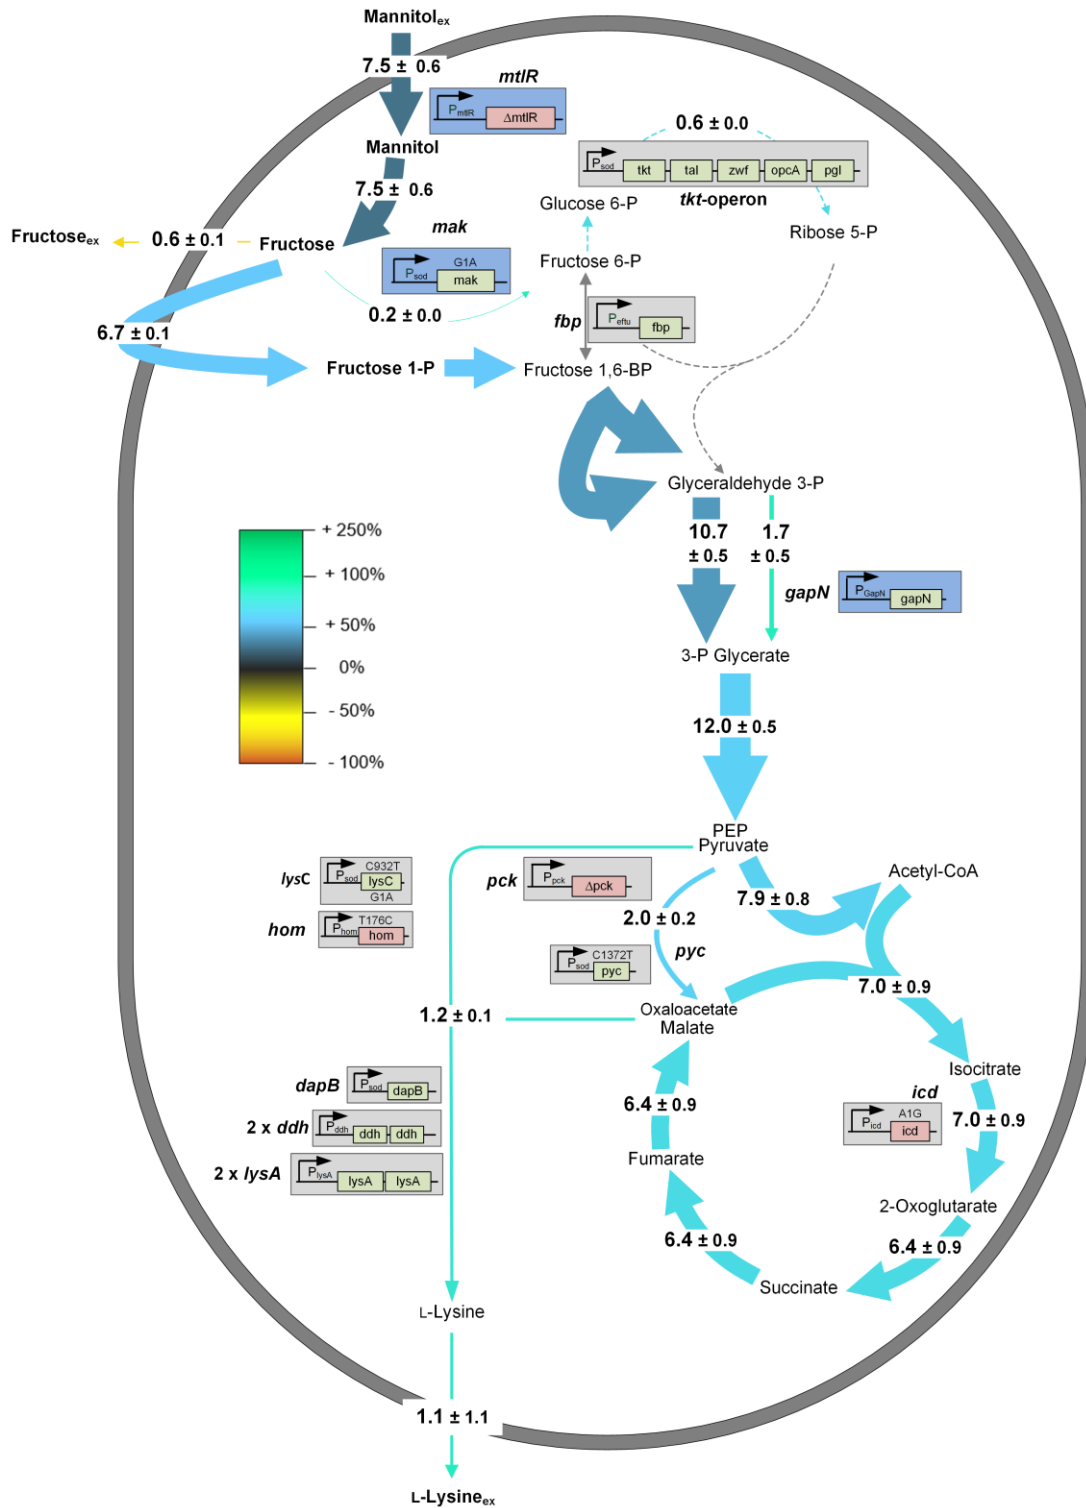 Mannitolex
7.5 ± 0.6
mtlR
PmtlR
ΔmtlR
Mannitol
7.5 ± 0.6
0.6 ± 0.0
Psod
tkt
tal
zwf
opcA
pgl
tkt-operon
Glucose 6-P
Ribose 5-P
Fructoseex
0.6 ± 0.1
Fructose
mak
G1A
Psod
mak
Fructose 6-P
0.2 ± 0.0
fbp
Peftu
fbp
6.7 ± 0.1
Fructose 1-P
Fructose 1,6-BP
Glyceraldehyde 3-P
10.7
± 0.5
1.7
± 0.5
gapN
PGapN
gapN
+ 250%
+ 100%
+ 50%
0%
- 50%
- 100%
3-P Glycerate
12.0 ± 0.5
PEP
Pyruvate
lysC
C932T
Psod
lysC
G1A
hom
T176C
Phom
hom
pck
Ppck
Δpck
Acetyl-CoA
7.9 ± 0.8
2.0 ± 0.2
pyc
C1372T
Psod
pyc
7.0 ± 0.9
1.2 ± 0.1
Oxaloacetate
Malate
Isocitrate
icd
A1G
Picd
icd
7.0 ± 0.9
dapB
Psod
dapB
2 x ddh
Pddh
ddh
ddh
2 x lysA
PlysA
lysA
lysA
6.4 ± 0.9
Fumarate
2-Oxoglutarate
6.4 ± 0.9
6.4 ± 0.9
Succinate
L-Lysine
1.1 ± 1.1
L-Lysineex